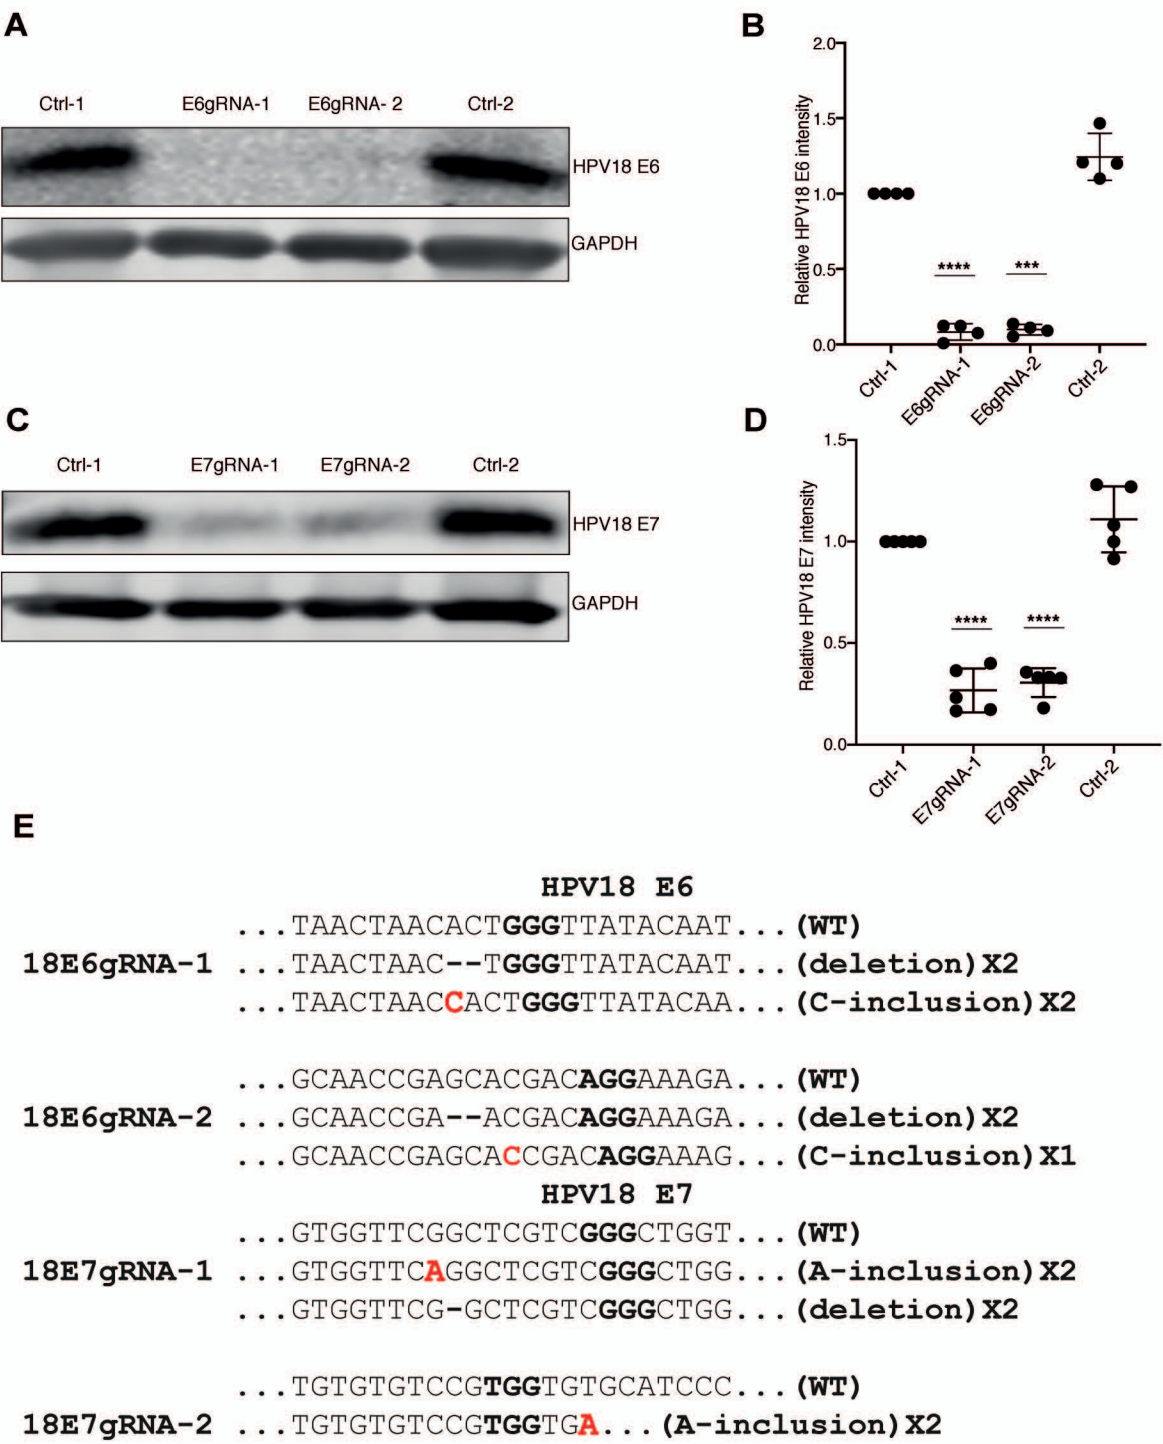 A
Ctrl-1 E6gRNA-1 E6gRNA- 2 Ctrl-2
HPV18 E6
GAPDH
B
Relative HPV18 E6 intensity
2.0
1.5
1.0
0.5
0.0
**** ***
Ctrl-1 E6gRNA-1 E6gRNA-2 Ctrl-2
C
Ctrl-1 E7gRNA-1 E7gRNA-2 Ctrl-2
HPV18 E7
GAPDH
D
Relative HPV18 E7 intensity
1.5
1.0
0.5
0.0
**** ****
Ctrl-1 E7gRNA-1 E7gRNA-2 Ctrl-2
E
HPV18 E6
...TAACTAACACTGGGTTATACAAT...(WT)
18E6gRNA-1 ...TAACTAAC--TGGGTTATACAAT...(deletion)X2
...TAACTAACCACTGGGTTATACAA...(C-inclusion)X2
...GCAACCGAGCACGACAGGAAAGA...(WT)
18E6gRNA-2 ...GCAACCGA--ACGACAGGAAAGA...(deletion)X2
...GCAACCGAGCACCGACAGGAAAG...(C-inclusion)X1
HPV18 E7
...GTGGTTCGGCTCGTCGGGCTGGT...(WT)
18E7gRNA-1 ...GTGGTTCAGGCTCGTCGGGCTGG...(A-inclusion)X2
...GTGGTTCG-GCTCGTCGGGCTGG...(deletion)X2
...TGTGTGTCCGTGGTGTGCATCCC...(WT)
18E7gRNA-2 ...TGTGTGTCCGTGGTGA...(A-inclusion)X2